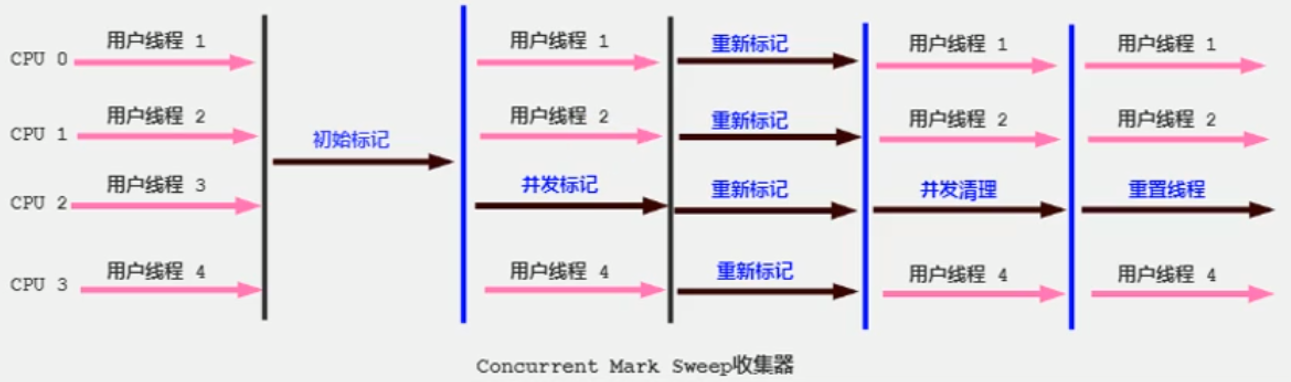 CPU 0 用户线程 1 用户线程 1 重新标记 用户线程 1 用户线程 1
CPU 1 用户线程 2 初始标记 用户线程 2 重新标记 用户线程 2 用户线程 2
CPU 2 用户线程 3 并发标记 重新标记 并发清理 重置线程
CPU 3 用户线程 4 用户线程 4 重新标记 用户线程 4 用户线程 4
Concurrent Mark Sweep收集器